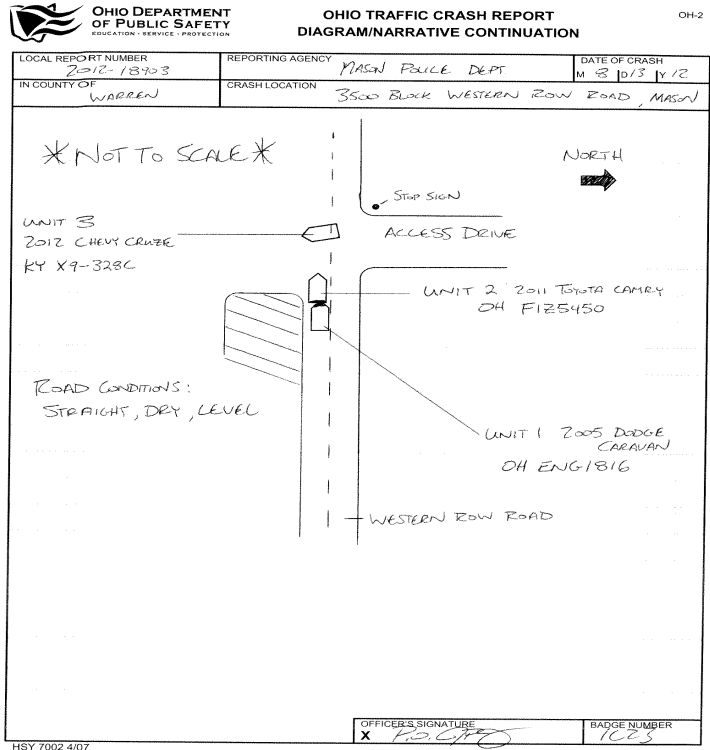 OHIO DEPARTMENT
OF PUBLIC SAFETY
EDUCATION · SERVICE · PROTECTION
OHIO TRAFFIC CRASH REPORT
DIAGRAM/NARRATIVE CONTINUATION
OH-2
LOCAL REPORT NUMBER
2012-18403
REPORTING AGENCY
MASON POLICE DEPT
DATE OF CRASH
M 8 D 13 Y 12
IN COUNTY OF
WARREN
CRASH LOCATION
3500 BLOCK WESTERN ROW ROAD, MASON
*NOT TO SCALE*
NORTH
STOP SIGN
UNIT 3
2012 CHEVY CRUZE
KY X9-328C
ACCESS DRIVE
UNIT 2 2011 TOYOTA CAMRY
OH FIZ5450
ROAD CONDITIONS:
STRAIGHT, DRY, LEVEL
UNIT 1 2005 DODGE
CARAVAN
OH ENG1816
WESTERN ROW ROAD
OFFICER'S SIGNATURE
X P.O.
BADGE NUMBER
HSY 7002 4/07